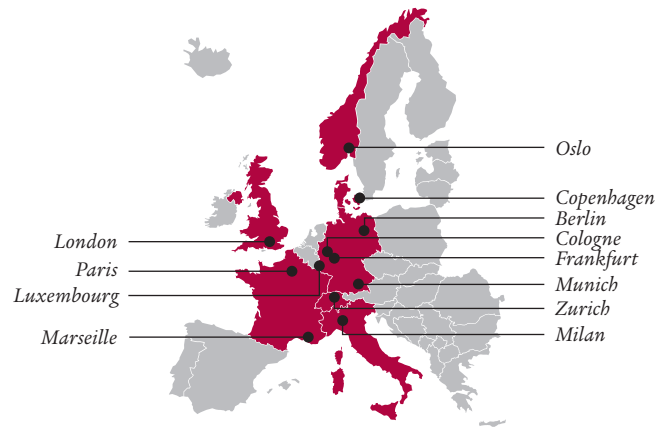 Oslo
Copenhagen
Berlin
London
Cologne
Frankfurt
Paris
Munich
Luxembourg
Zurich
Marseille
Milan